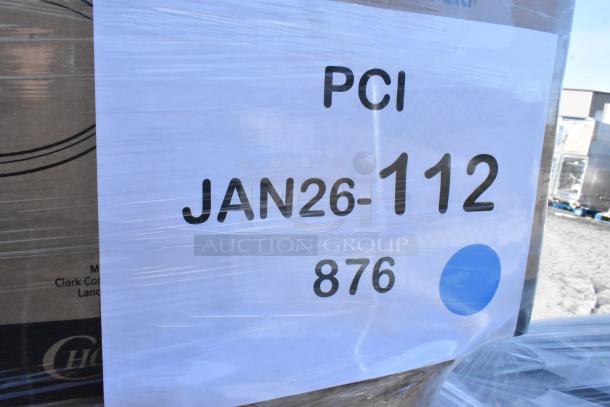 PCI
JAN26-112
AUCTION GROUP
876
Clark